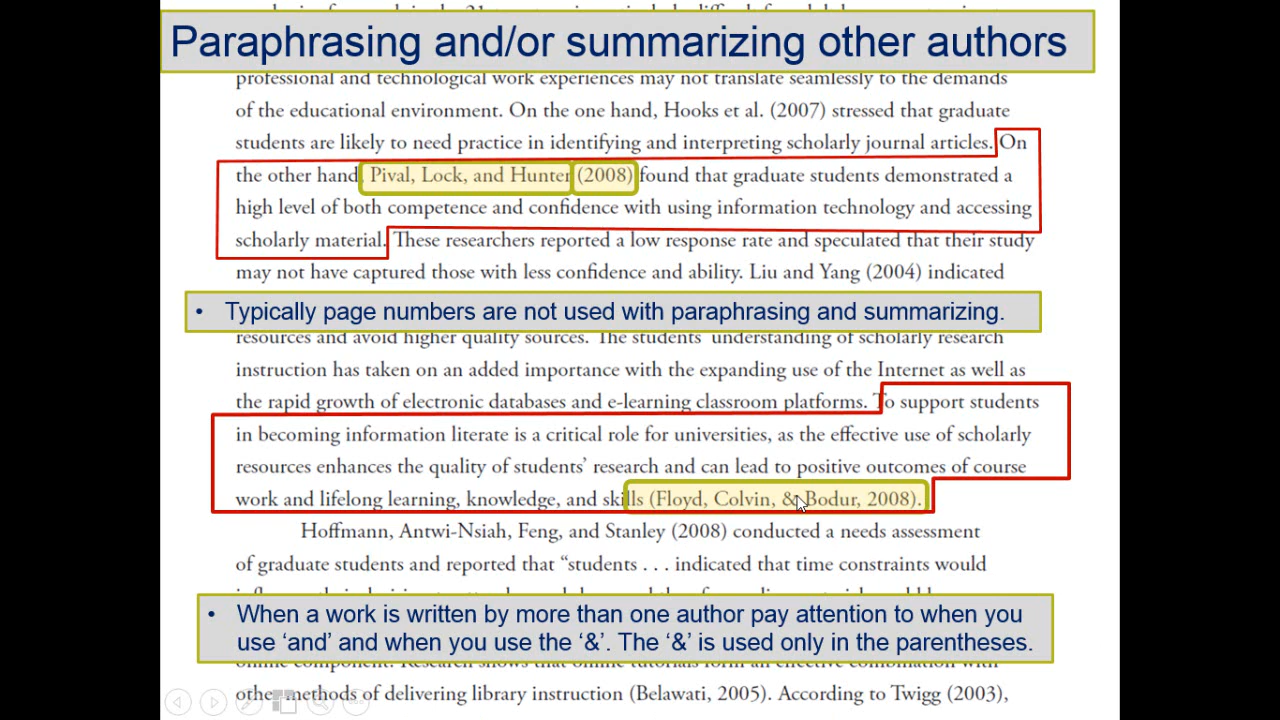 Paraphrasing and/or summarizing other authors
professional and technological work experiences may not translate seamlessly to the demands
of the educational environment. On the one hand, Hooks et al. (2007) stressed that graduate
students are likely to need practice in identifying and interpreting scholarly journal articles. On
the other hand, Pival, Lock, and Hunter (2008) found that graduate students demonstrated a
high level of both competence and confidence with using information technology and accessing
scholarly material. These researchers reported a low response rate and speculated that their study
may not have captured those with less confidence and ability. Liu and Yang (2004) indicated
• Typically page numbers are not used with paraphrasing and summarizing.
resources and avoid higher quality sources. The students' understanding of scholarly research
instruction has taken on an added importance with the expanding use of the Internet as well as
the rapid growth of electronic databases and e-learning classroom platforms. To support students
in becoming information literate is a critical role for universities, as the effective use of scholarly
resources enhances the quality of students' research and can lead to positive outcomes of course
work and lifelong learning, knowledge, and skills (Floyd, Colvin, & Bodur, 2008).
Hoffmann, Antwi-Nsiah, Feng, and Stanley (2008) conducted a needs assessment
of graduate students and reported that “students . . . indicated that time constraints would
• When a work is written by more than one author pay attention to when you
use ‘and’ and when you use the ‘&’. The ‘&’ is used only in the parentheses.
online component. Research shows that online tutorials form an effective combination with
other methods of delivering library instruction (Belawati, 2005). According to Twigg (2003),